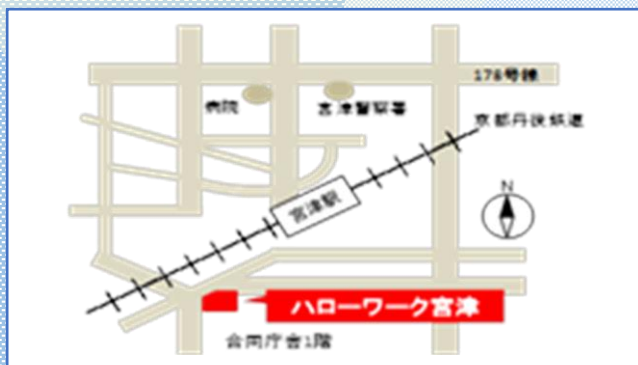 178号線
病院
宮津警察署
京都丹後鉄道
宮津駅
N
ハローワーク宮津
合同庁舎1階